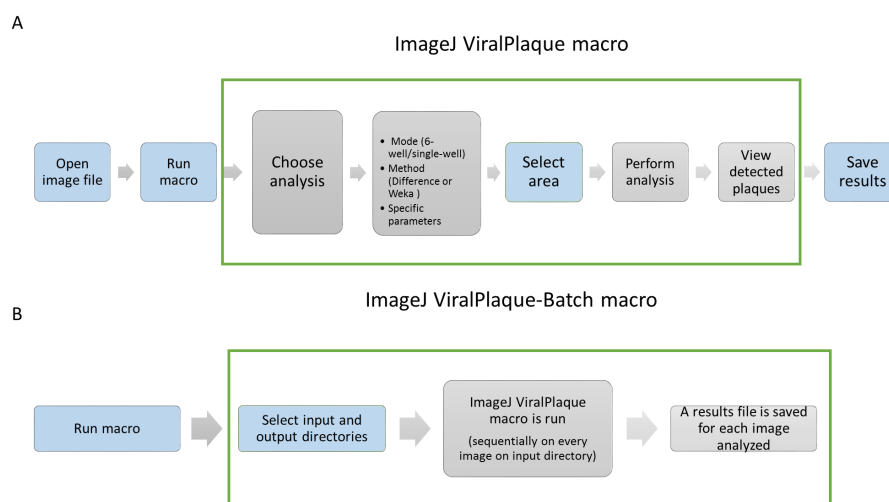 A
ImageJ ViralPlaque macro
Open
image file
Run
macro
Choose
analysis
• Mode (6-
well/single-well)
• Method
(Difference or
Weka )
• Specific
parameters
Select
area
Perform
analysis
View
detected
plaques
Save
results
ImageJ ViralPlaque-Batch macro
B
Run macro
Select input and
output directories
ImageJ ViralPlaque
macro is run
(sequentially on every
image on input directory)
A results file is saved
for each image
analyzed